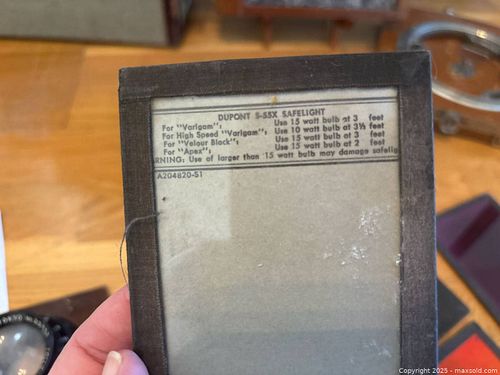 DUPONT S-55X SAFELIGHT
For "Varigam": Use 15 watt bulb at 3 feet
For High Speed "Varigam": Use 10 watt bulb at 3½ feet
For "Velour Black": Use 15 watt bulb at 3 feet
For "Apex": Use 15 watt bulb at 2 feet
RNING: Use of larger than 15 watt bulb may damage safelig
A204820-S1
Copyright 2025 - maxsold.com